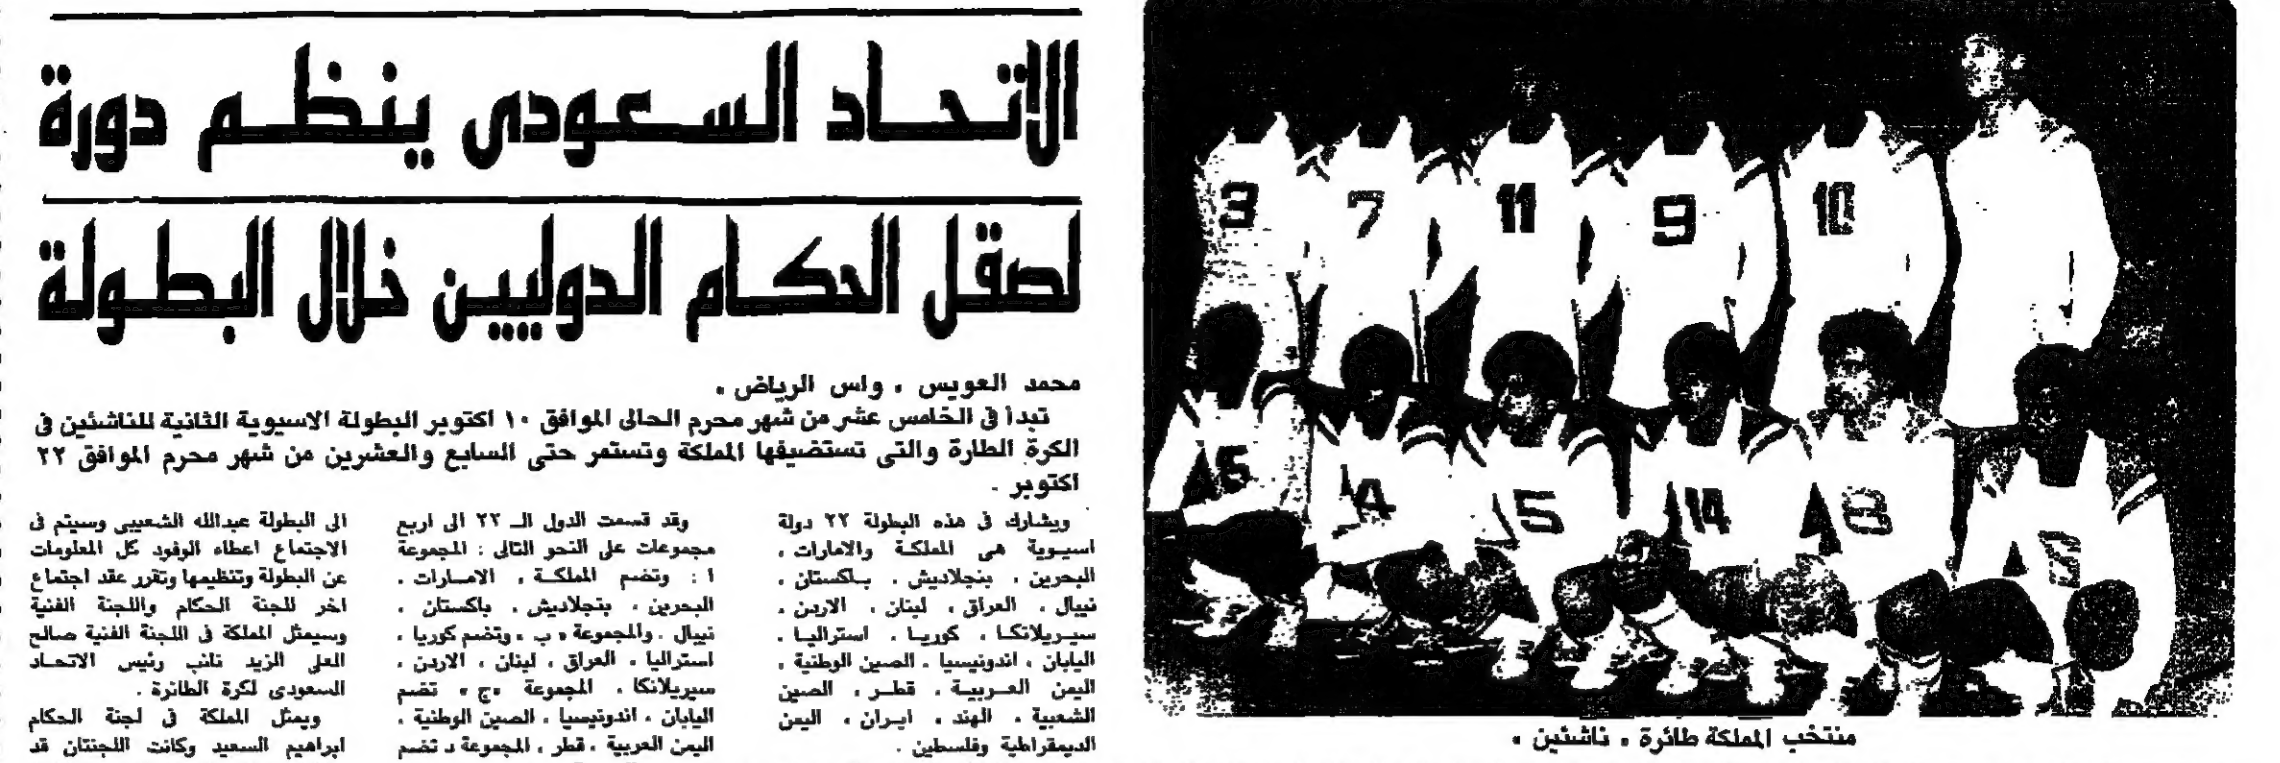 الاتحاد السعودى ينظم دورة
لصقل الحكام الدوليين خلال البطولة
محمد العويس ، واس الرياض ،
تبدأ فى الخامس عشر من شهر محرم الحالى الموافق ١٠ اكتوبر البطولة الاسيوية الثانية للناشئين فى
الكرة الطارة والتى تستضيفها المملكة وتستمر حتى السابع والعشرين من شهر محرم الموافق ٢٢
اكتوبر .
ويشارك فى هذه البطولة ٢٢ دولة
اسيوية هى المملكة والامارات ،
البحرين ، بنجلاديش ، باكستان ،
نيبال ، العراق ، لبنان ، الاردن ،
سيريلانكا ، كوريا ، استراليا ،
اليابان ، اندونيسيا ، الصين الوطنية ،
اليمن العربية ، قطر ، الصين
الشعبية ، الهند ، ايران ، اليمن
الديمقراطية وفلسطين .
وقد قسمت الدول الـ ٢٢ الى اربع
مجموعات على النحو التالى : المجموعة
ا : وتضم المملكة ، الامارات ،
البحرين ، بنجلاديش ، باكستان ،
نيبال . والمجموعة ، ب ، وتضم كوريا ،
استراليا ، العراق ، لبنان ، الاردن ،
سيريلانكا ، المجموعة ،ج ، تضم
اليابان ، اندونيسيا ، الصين الوطنية ،
اليمن العربية ، قطر ، المجموعة د تضم
الى البطولة عبدالله الشعيبى وسيتم فى
الاجتماع اعطاء الوفود كل المعلومات
عن البطولة وتنظيمها وتقرر عقد اجتماع
اخر للجنة الحكام واللجنة الفنية
وسيمثل المملكة فى اللجنة الفنية صالح
العلى الزيد نائب رئيس الاتحاد
السعودى لكرة الطائرة .
ويمثل المملكة فى لجنة الحكام
ابراهيم السعيد وكانت اللجنتان قد
3 7 11 9 10
5 4 15 14 8
منتخب المملكة طائرة ، ناشئين ،